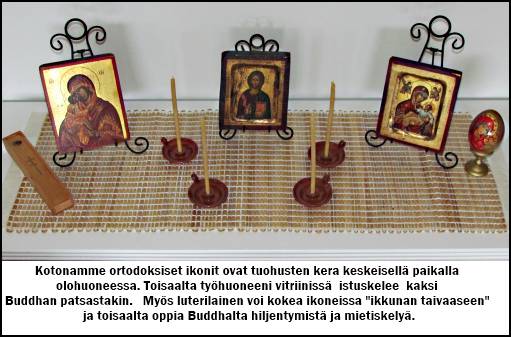 Kotonamme ortodoksiset ikonit ovat tuohusten kera keskeisellä paikalla
olohuoneessa. Toisaalta työhuoneeni vitriinissä istuskelee kaksi
Buddhan patsastakin. Myös luterilainen voi kokea ikoneissa "ikkunan taivaaseen"
ja toisaalta oppia Buddhalta hiljentymistä ja mietiskelyä.